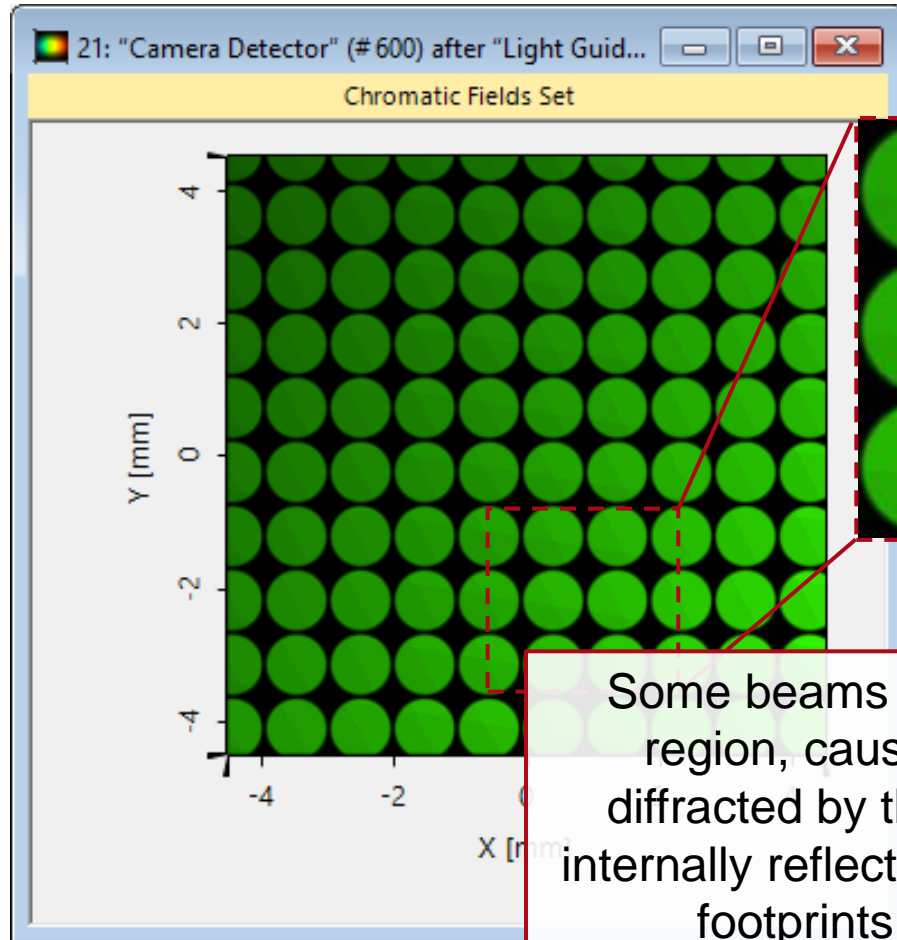 21: "Camera Detector" (#600) after "Light Guid...
Chromatic Fields Set
4
2
0
-2
-4
Y [mm]
-4
-2
X [mm]
Some beams
region, caus
diffracted by th
internally reflect
footprints